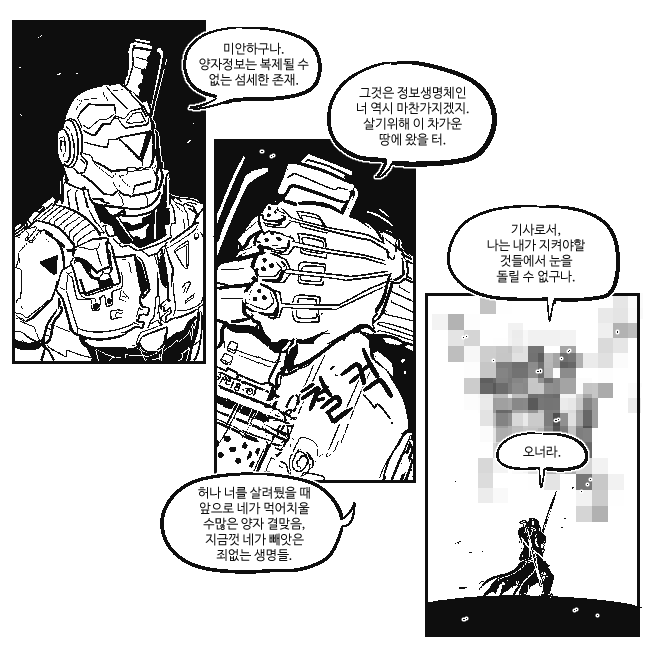 미안하구나.
양자정보는 복제될 수
없는 섬세한 존재.
그것은 정보생명체인
너 역시 마찬가지겠지.
살기위해 이 차가운
땅에 왔을 터.
철컥
허나 너를 살려뒀을 때
앞으로 네가 먹어치울
수많은 양자 결맞음,
지금껏 네가 빼앗은
죄없는 생명들.
기사로서,
나는 내가 지켜야할
것들에서 눈을
돌릴 수 없구나.
오너라.